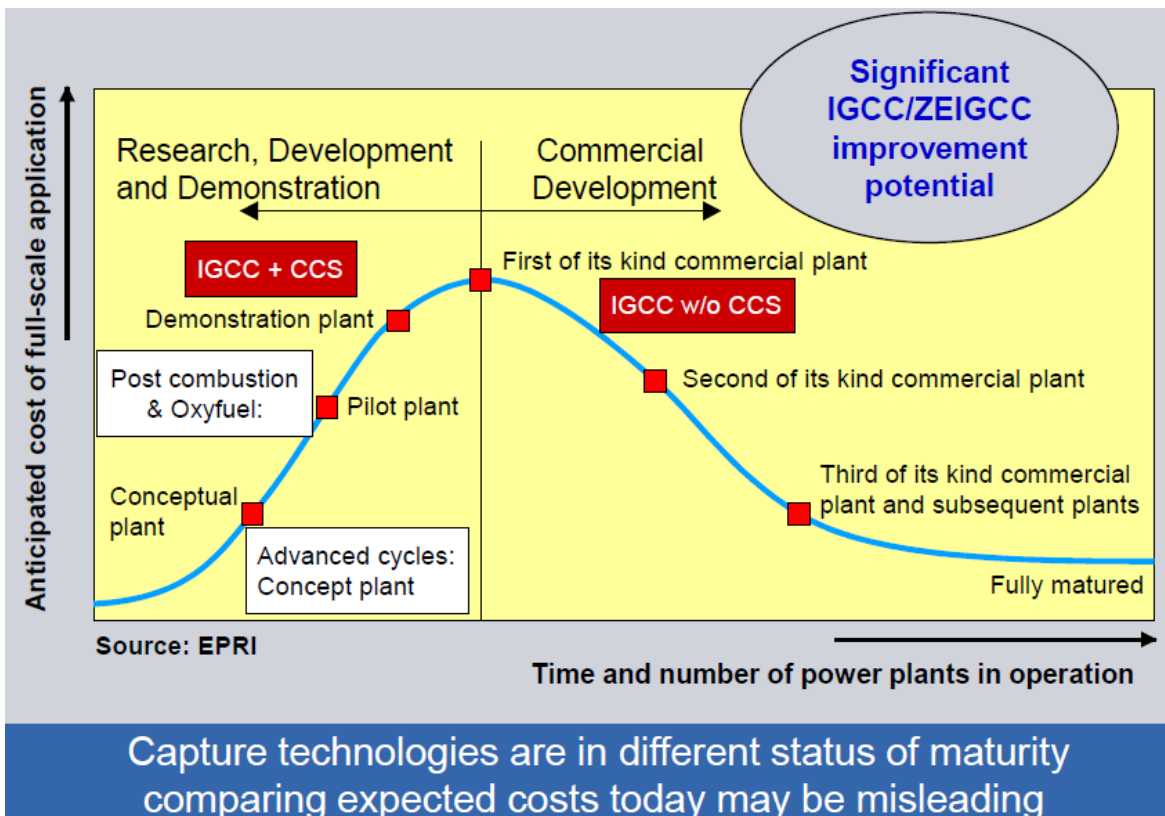 Significant
IGCC/ZEIGCC
improvement
potential
Anticipated cost of full-scale application
Research, Development
and Demonstration
Commercial
Development
IGCC + CCS
First of its kind commercial plant
IGCC w/o CCS
Demonstration plant
Post combustion
& Oxyfuel:
Pilot plant
Second of its kind commercial plant
Conceptual
plant
Third of its kind commercial
plant and subsequent plants
Advanced cycles:
Concept plant
Fully matured
Source: EPRI
Time and number of power plants in operation
Capture technologies are in different status of maturity
comparing expected costs today may be misleading